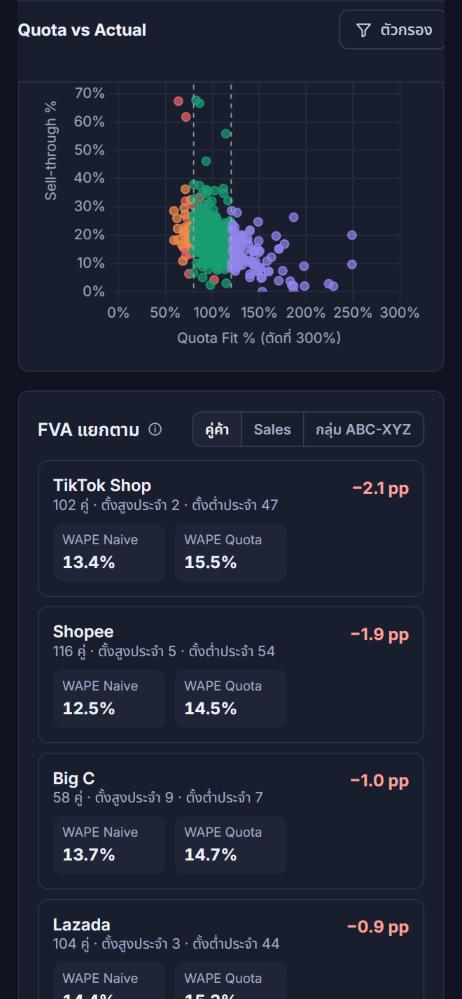 Quota vs Actual
ตัวกรอง
Sell-through %
70%
60%
50%
40%
30%
20%
10%
0%
0% 50% 100% 150% 200% 250% 300%
Quota Fit % (ตัดที่ 300%)
FVA แยกตาม
คู่ค้า Sales กลุ่ม ABC-XYZ
TikTok Shop −2.1 pp
102 คู่ · ตั้งสูงประจำ 2 · ตั้งต่ำประจำ 47
WAPE Naive WAPE Quota
13.4% 15.5%
Shopee −1.9 pp
116 คู่ · ตั้งสูงประจำ 5 · ตั้งต่ำประจำ 54
WAPE Naive WAPE Quota
12.5% 14.5%
Big C −1.0 pp
58 คู่ · ตั้งสูงประจำ 9 · ตั้งต่ำประจำ 7
WAPE Naive WAPE Quota
13.7% 14.7%
Lazada −0.9 pp
104 คู่ · ตั้งสูงประจำ 3 · ตั้งต่ำประจำ 44
WAPE Naive WAPE Quota